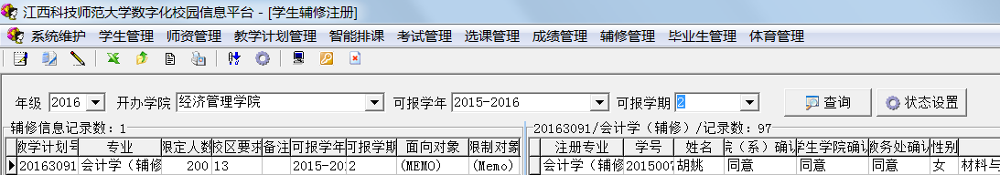 江西科技师范大学数字化校园信息平台 - [学生辅修注册]
系统维护 学生管理 师资管理 教学计划管理 智能排课 考试管理 选课管理 成绩管理 辅修管理 毕业生管理 体育管理
年级 2016 开办学院 经济管理学院 可报学年 2015-2016 可报学期 2 查询 状态设置
辅修信息记录数：1 20163091/会计学（辅修）/记录数：97
教学计划号 专业 限定人数 校区要求 备注 可报学年 可报学期 面向对象 限制对象 注册专业 学号 姓名 院（系）确认 学生学院确认 教务处确认 性别
20163091 会计学（辅修 200 13 2015-20 2 (MEMO) (Memo) 会计学（辅修 2015007 胡姚 同意 同意 同意 女 材料与